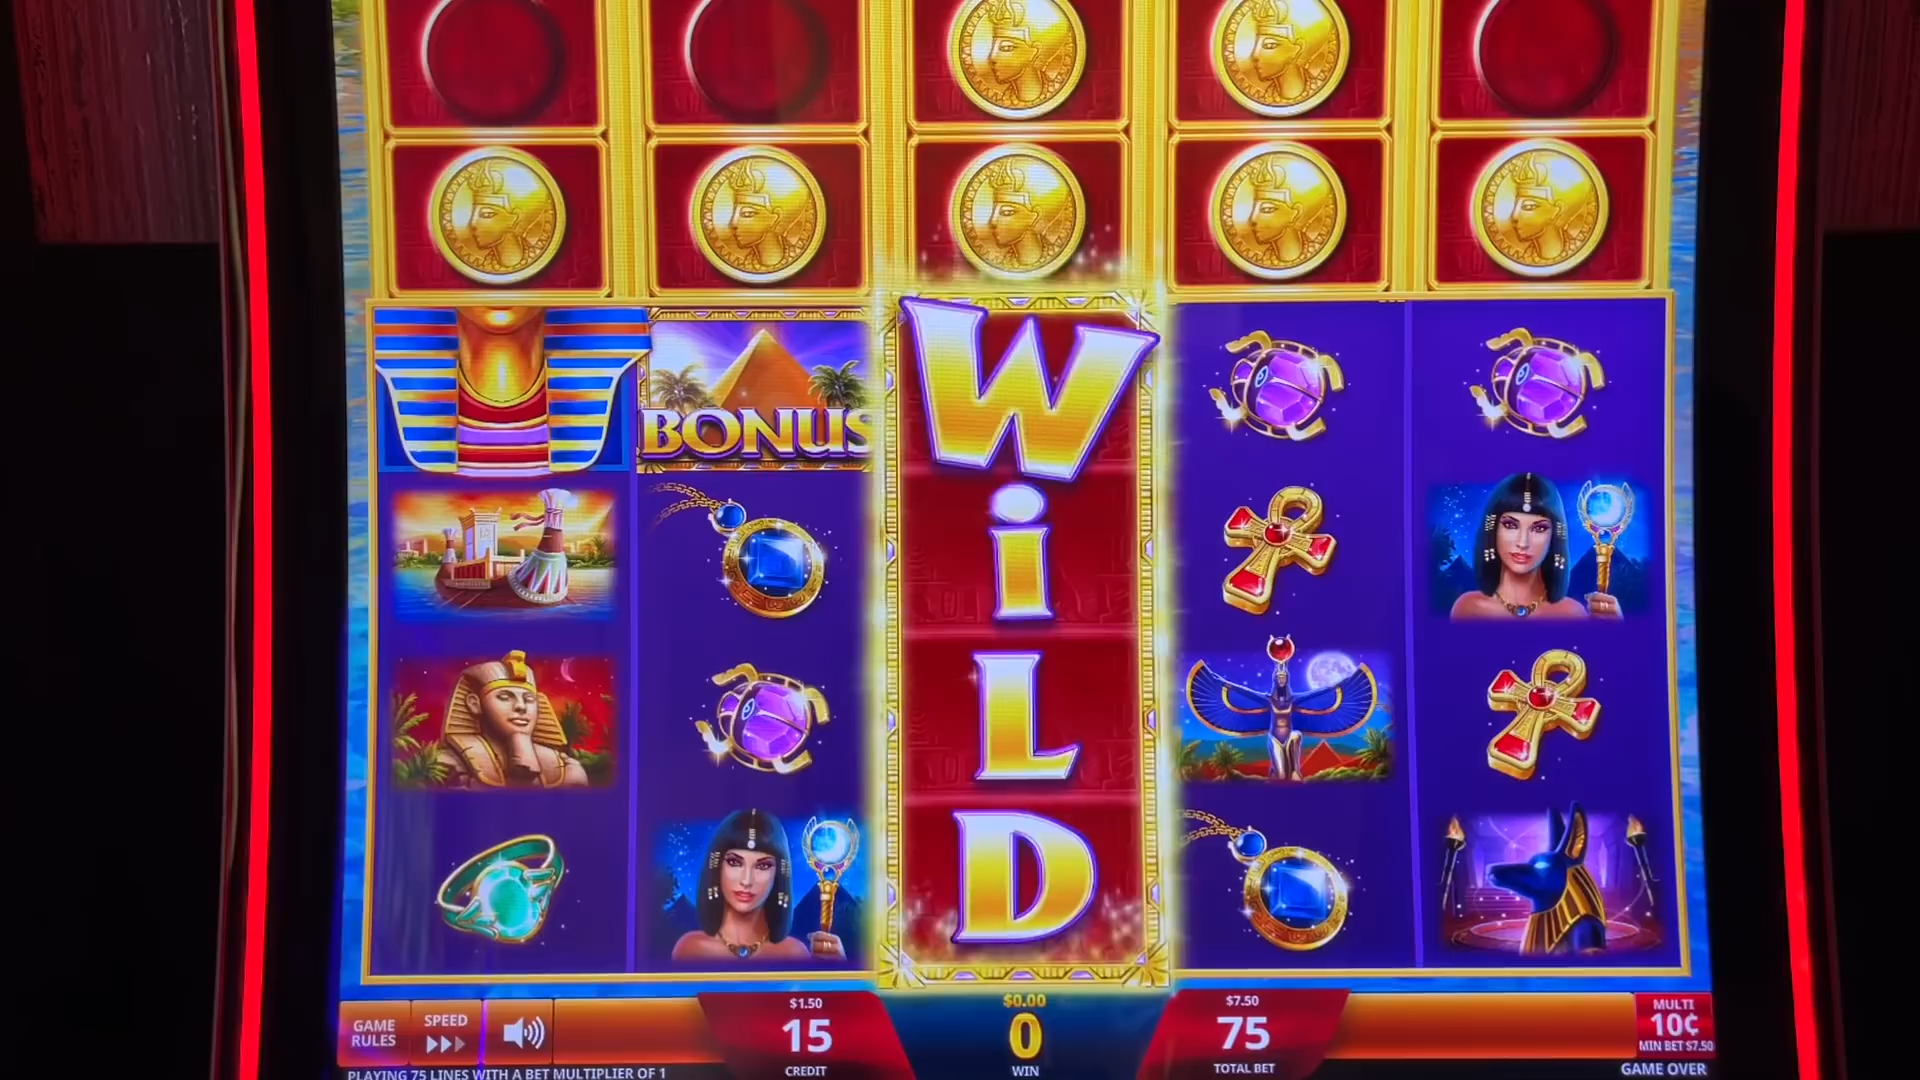 BONUS
WiLD
GAME RULES
SPEED
$1.50
15
CREDIT
$0.00
0
WIN
$7.50
75
TOTAL BET
MULTI
10¢
MIN BET $7.50
PLAYING 75 LINES WITH A BET MULTIPLIER OF 1
GAME OVER